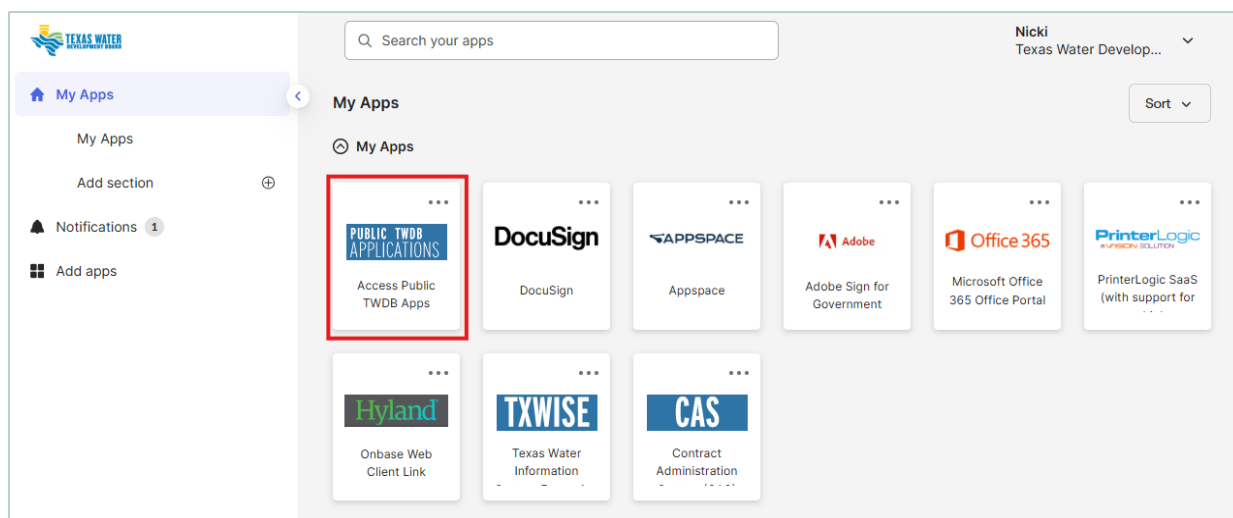 TEXAS WATER
DEVELOPMENT BOARD
Search your apps
Nicki
Texas Water Develop...
My Apps
My Apps
Add section
Notifications 1
Add apps
My Apps
Sort
My Apps
PUBLIC TWDB
APPLICATIONS
Access Public
TWDB Apps
DocuSign
DocuSign
APPSPACE
Appspace
Adobe
Adobe Sign for
Government
Office 365
Microsoft Office
365 Office Portal
PrinterLogic
A VASION SOLUTION
PrinterLogic SaaS
(with support for
Hyland
Onbase Web
Client Link
TXWISE
Texas Water
Information
CAS
Contract
Administration